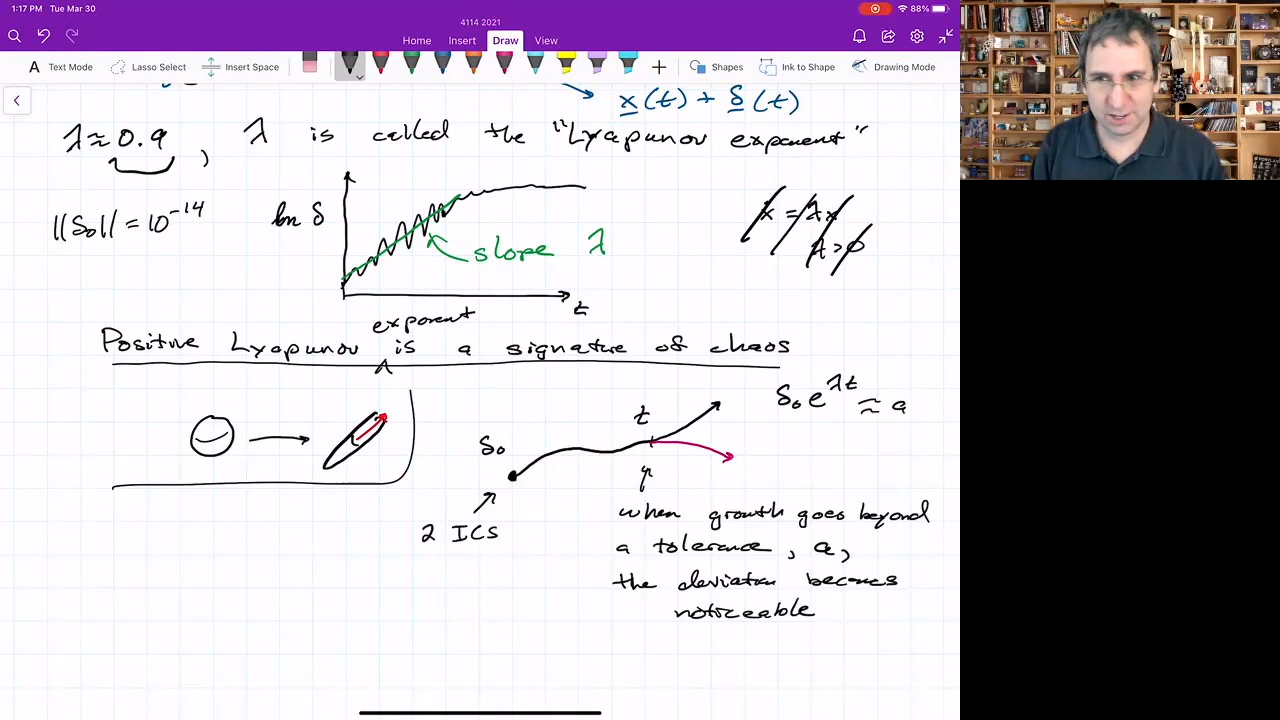 1:17 PM Tue Mar 30
88%
4114 2021
Home Insert Draw View
Text Mode Lasso Select Insert Space Shapes Ink to Shape Drawing Mode
x(t) + δ(t)
λ≈0.9, λ is called the "Lyapunov exponent"
||δ₀|| = 10⁻¹⁴
ln δ
slope λ
t
ẋ = λx
λ>0
exponent
Positive Lyapunov is a signature of chaos
^
δ₀e^{λt} ≈ a
t
δ₀
2 ICs
when growth goes beyond
a tolerance, a,
the deviation becomes
noticeable